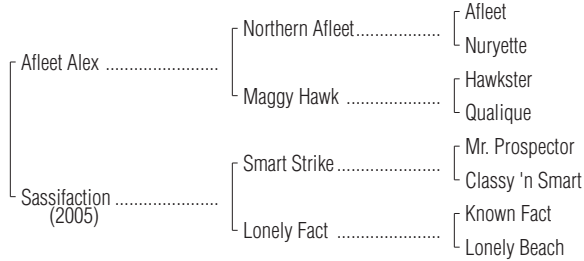 Afleet
Northern Afleet...................
Nuryette
Afleet Alex .......................
Hawkster
Maggy Hawk .....................
Qualique
Mr. Prospector
Smart Strike.......................
Classy 'n Smart
Sassifaction .....................
(2005)
Known Fact
Lonely Fact .......................
Lonely Beach